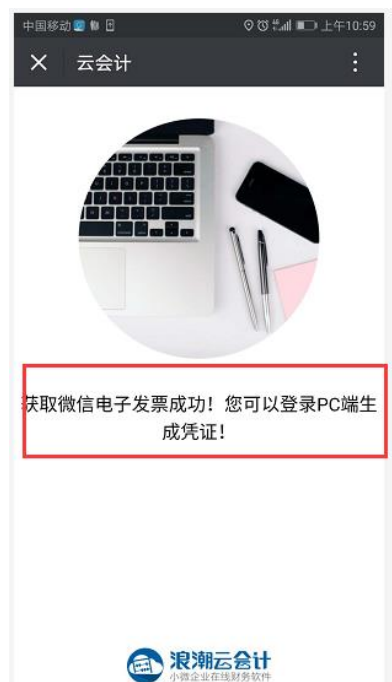 中国移动 上午10:59
云会计
获取微信电子发票成功！您可以登录PC端生
成凭证！
浪潮云会计
小微企业在线财务软件